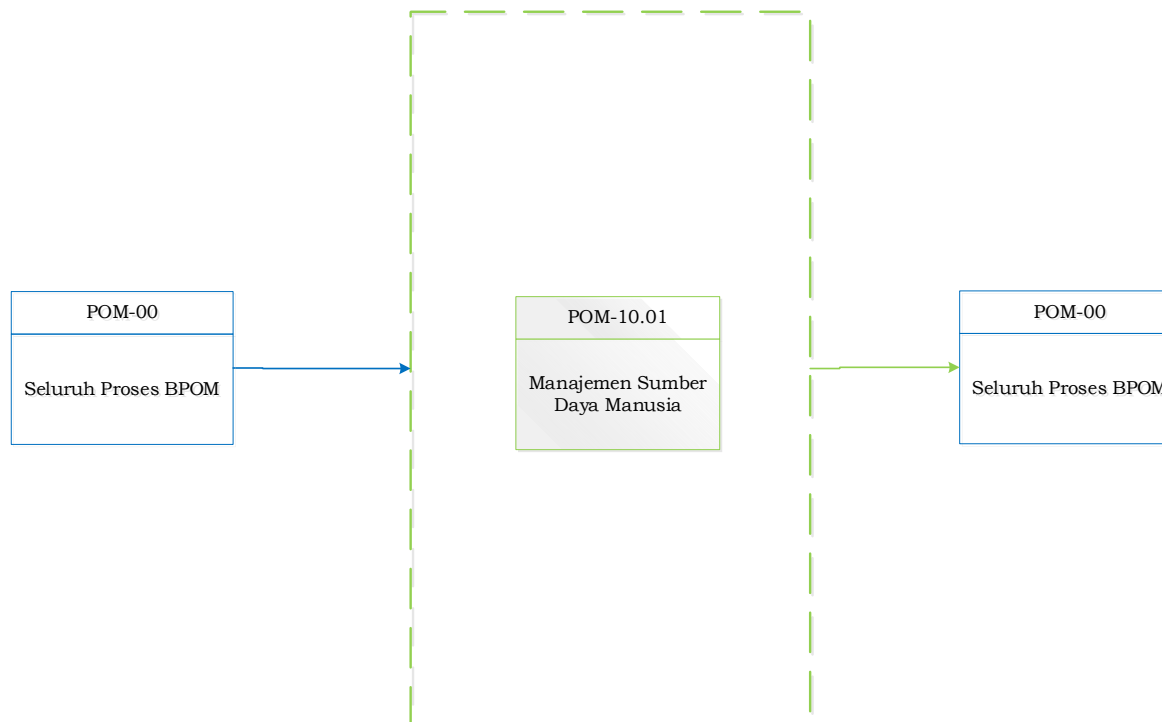 POM-00
Seluruh Proses BPOM
POM-10.01
Manajemen Sumber
Daya Manusia
POM-00
Seluruh Proses BPOM